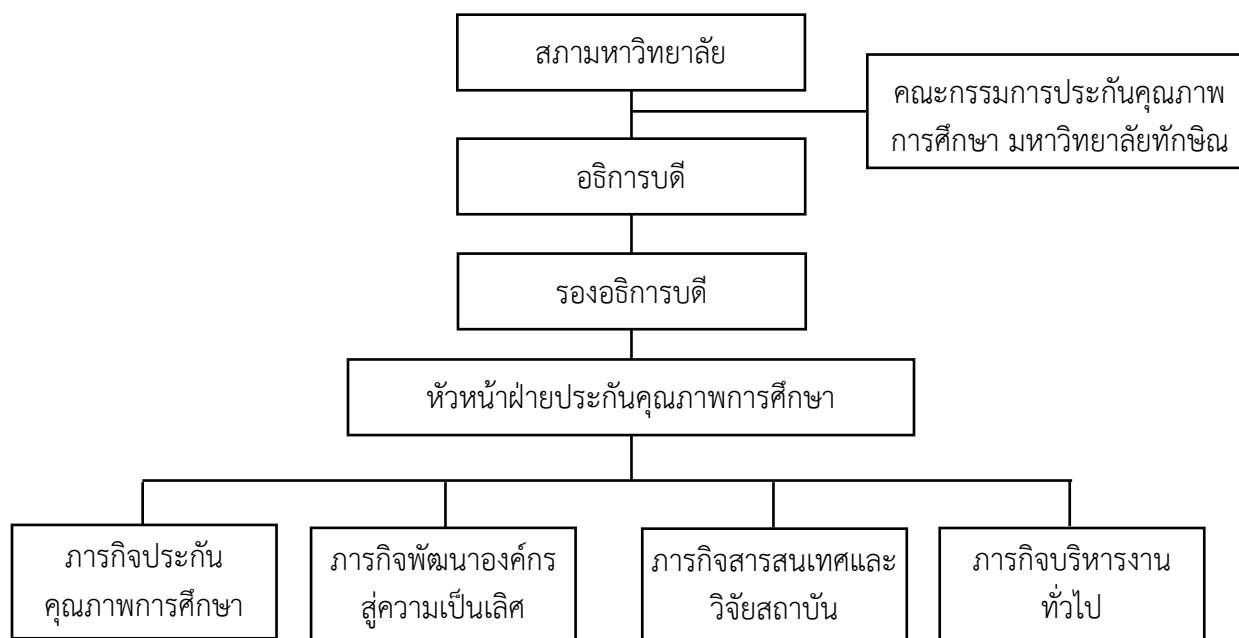 สภามหาวิทยาลัย
คณะกรรมการประกันคุณภาพ
การศึกษา มหาวิทยาลัยทักษิณ
อธิการบดี
รองอธิการบดี
หัวหน้าฝ่ายประกันคุณภาพการศึกษา
ภารกิจประกัน
คุณภาพการศึกษา
ภารกิจพัฒนาองค์กร
สู่ความเป็นเลิศ
ภารกิจสารสนเทศและ
วิจัยสถาบัน
ภารกิจบริหารงาน
ทั่วไป